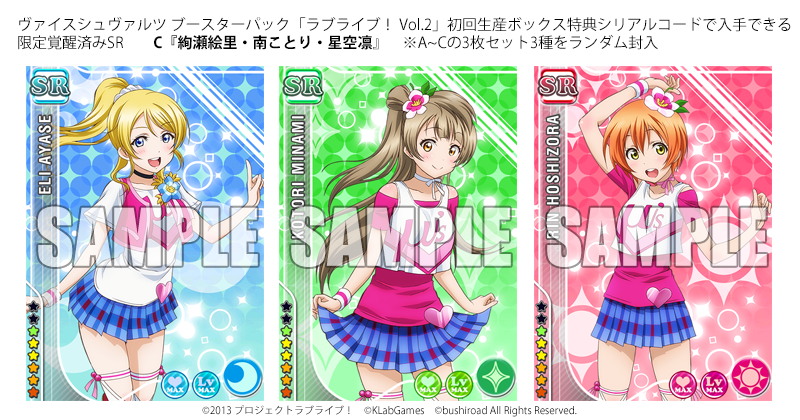 ヴァイスシュヴァルツ ブースターパック「ラブライブ！ Vol.2」初回生産ボックス特典シリアルコードで入手できる
限定覚醒済みSR　　C『絢瀬絵里・南ことり・星空凛』　※A~Cの3枚セット3種をランダム封入
SR
ELI AYASE
SAMPLE
MAX
Lv MAX
SR
KOTORI MINAMI
μ's
SAMPLE
MAX
Lv MAX
SR
RIN HOSHIZORA
μ's
SAMPLE
MAX
Lv MAX
©2013 プロジェクトラブライブ！　©KLabGames　©bushiroad All Rights Reserved.